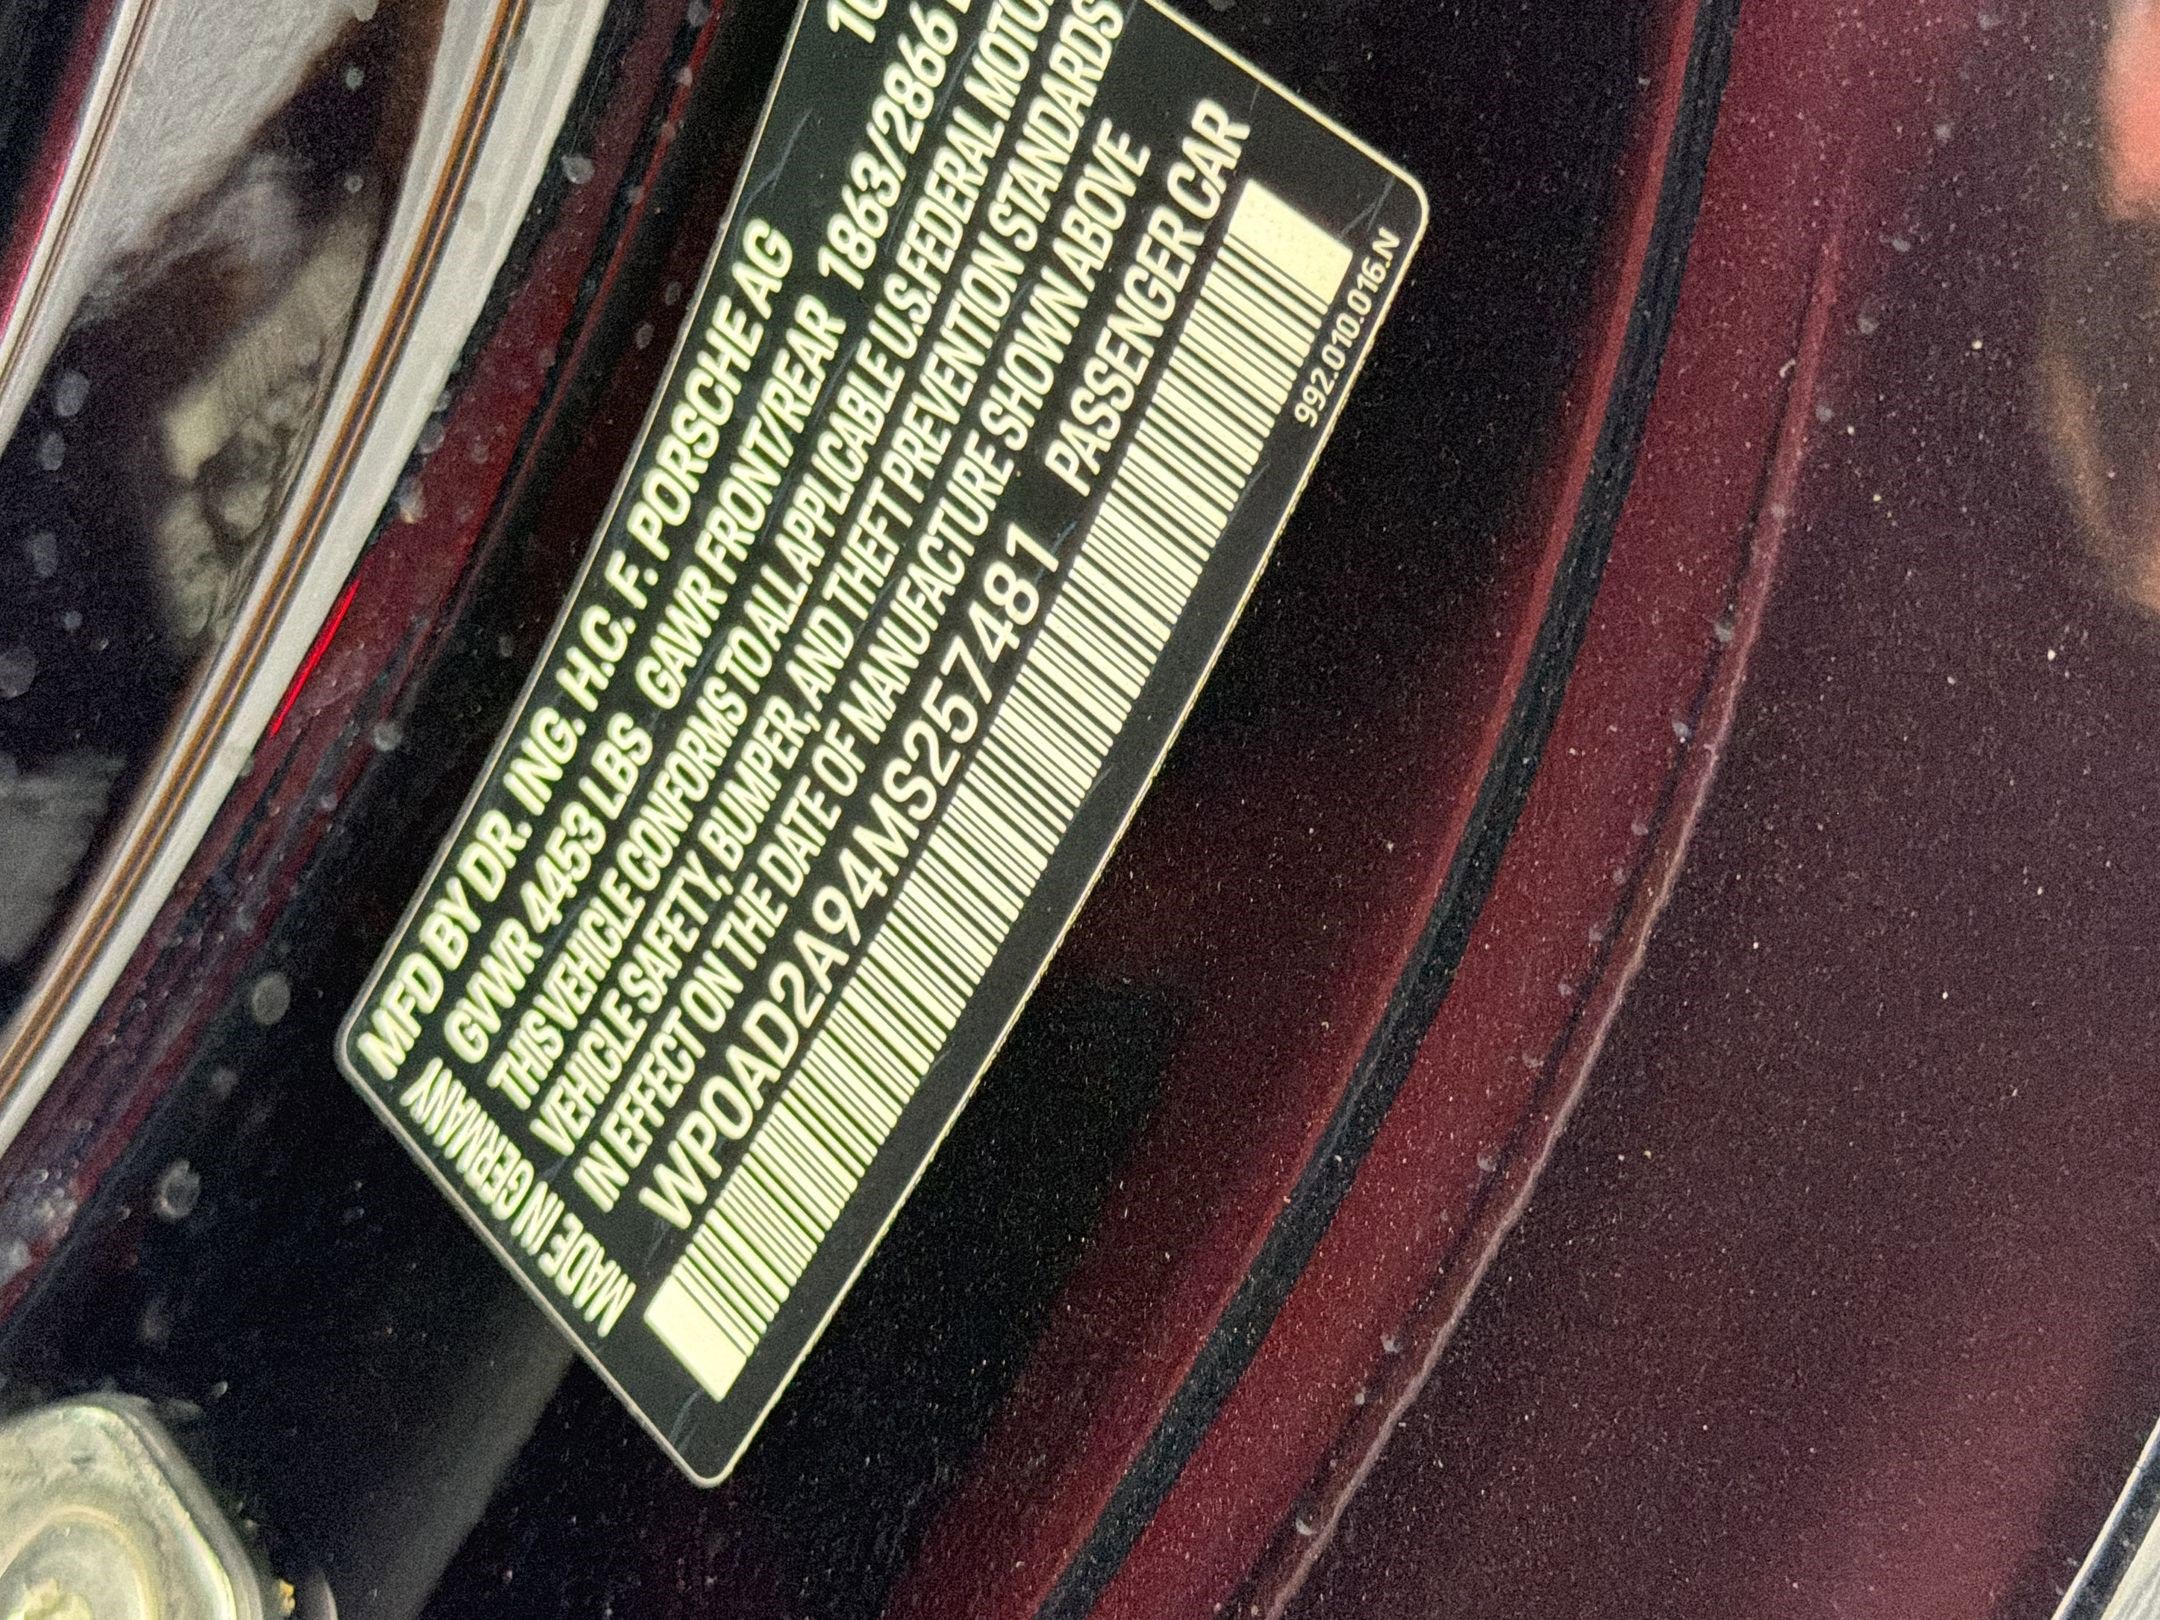 MFD BY DR. ING. H.C. F. PORSCHE AG 10
GVWR 4453 LBS GAWR FRONT/REAR 1863/2866
THIS VEHICLE CONFORMS TO ALL APPLICABLE U.S.FEDERAL MOTO
VEHICLE SAFETY, BUMPER, AND THEFT PREVENTION STANDARDS
IN EFFECT ON THE DATE OF MANUFACTURE SHOWN ABOVE
WP0AD2A94MS257481 PASSENGER CAR
MADE IN GERMANY
992.010.016.N